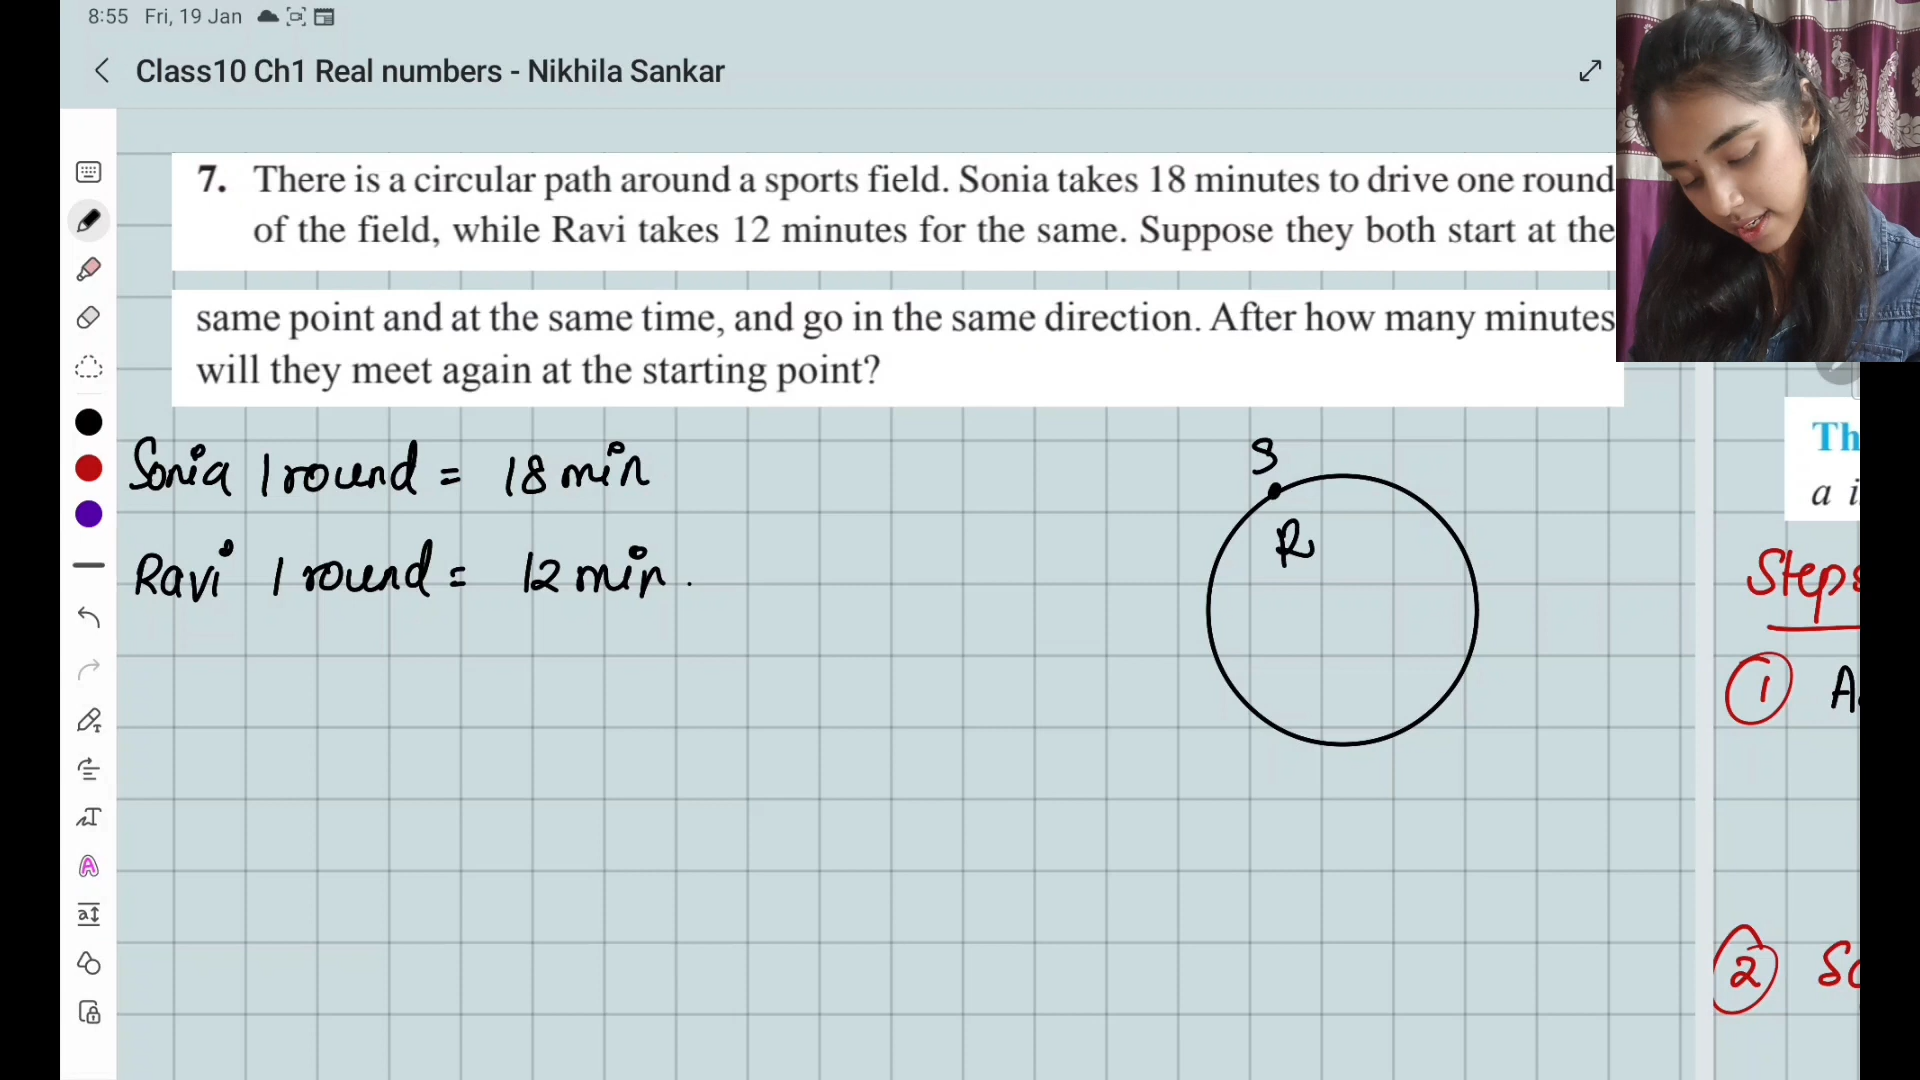 8:55 Fri, 19 Jan
Class10 Ch1 Real numbers - Nikhila Sankar
7. There is a circular path around a sports field. Sonia takes 18 minutes to drive one round
of the field, while Ravi takes 12 minutes for the same. Suppose they both start at the
same point and at the same time, and go in the same direction. After how many minutes
will they meet again at the starting point?
Sonia 1 round = 18 min
Ravi 1 round = 12 min.
S
R
Th
a i
Steps
1 A
2 So
A
a